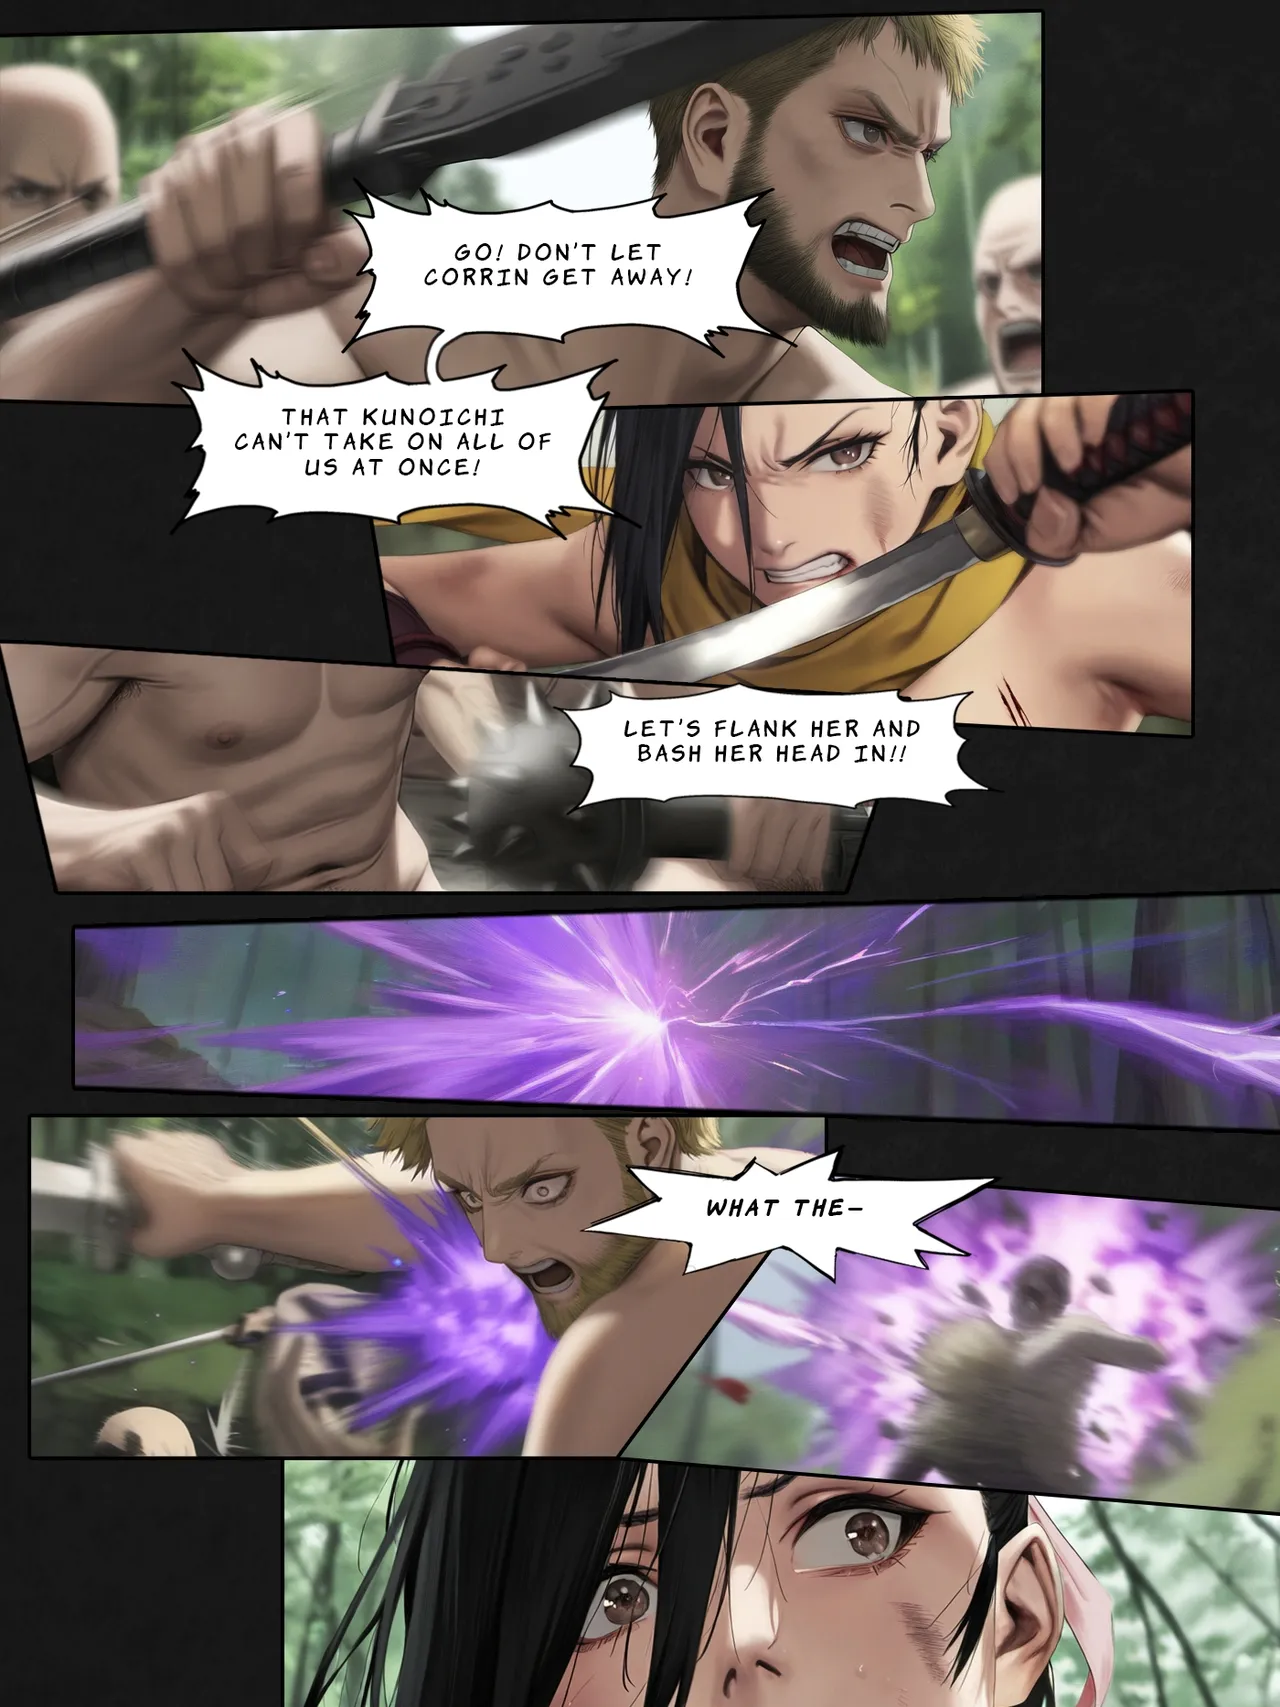 GO! DON'T LET
CORRIN GET AWAY!
THAT KUNOICHI
CAN'T TAKE ON ALL OF
US AT ONCE!
LET'S FLANK HER AND
BASH HER HEAD IN!!
WHAT THE-